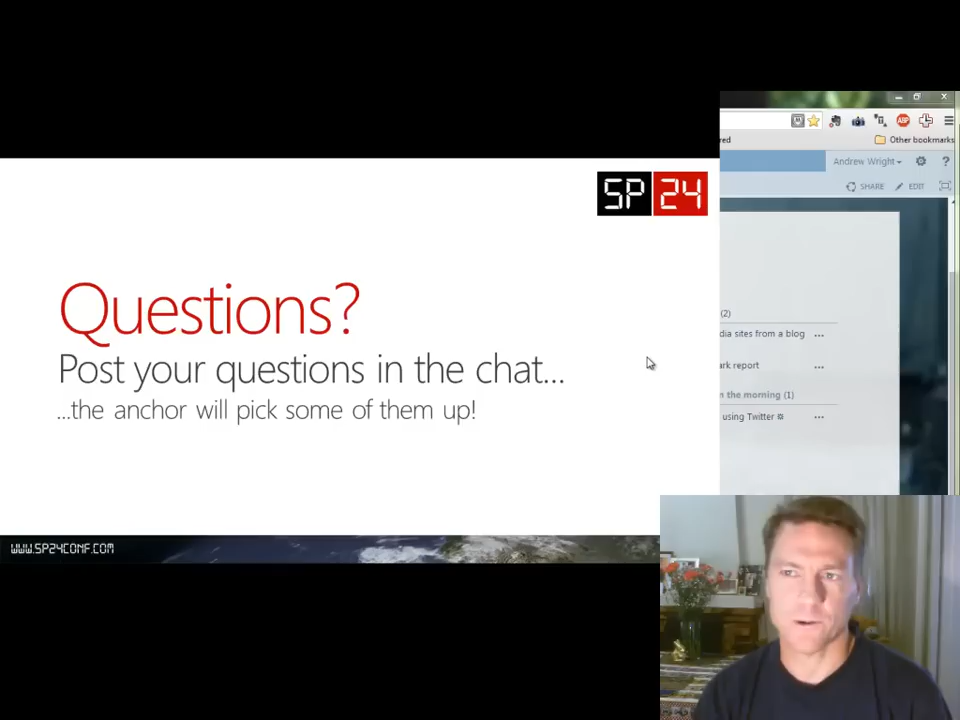 SP 24
Questions?
Post your questions in the chat...
...the anchor will pick some of them up!
WWW.SP24CONF.COM
ABP
red
Other bookmarks
Andrew Wright
?
SHARE
EDIT
(2)
dia sites from a blog ...
ark report ...
n the morning (1)
using Twitter ...